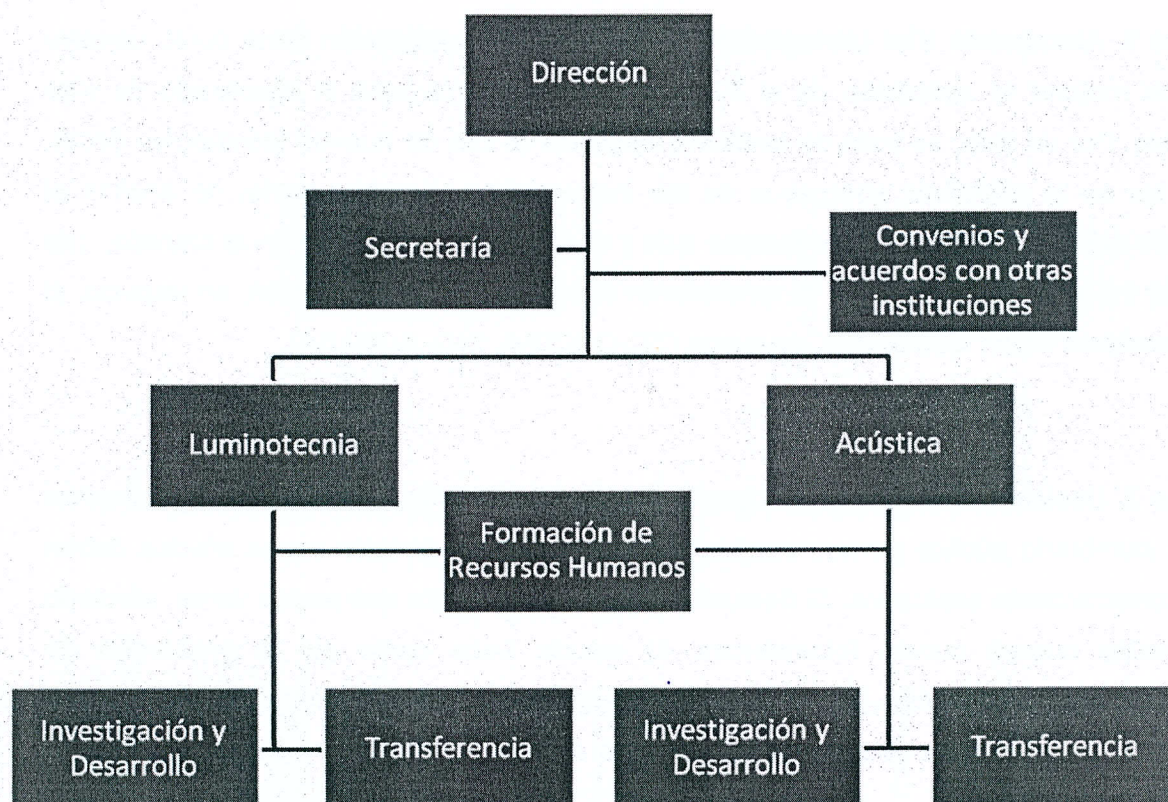 Dirección
Secretaría
Convenios y
acuerdos con otras
instituciones
Luminotecnia
Acústica
Formación de
Recursos Humanos
Investigación y
Desarrollo
Transferencia
Investigación y
Desarrollo
Transferencia